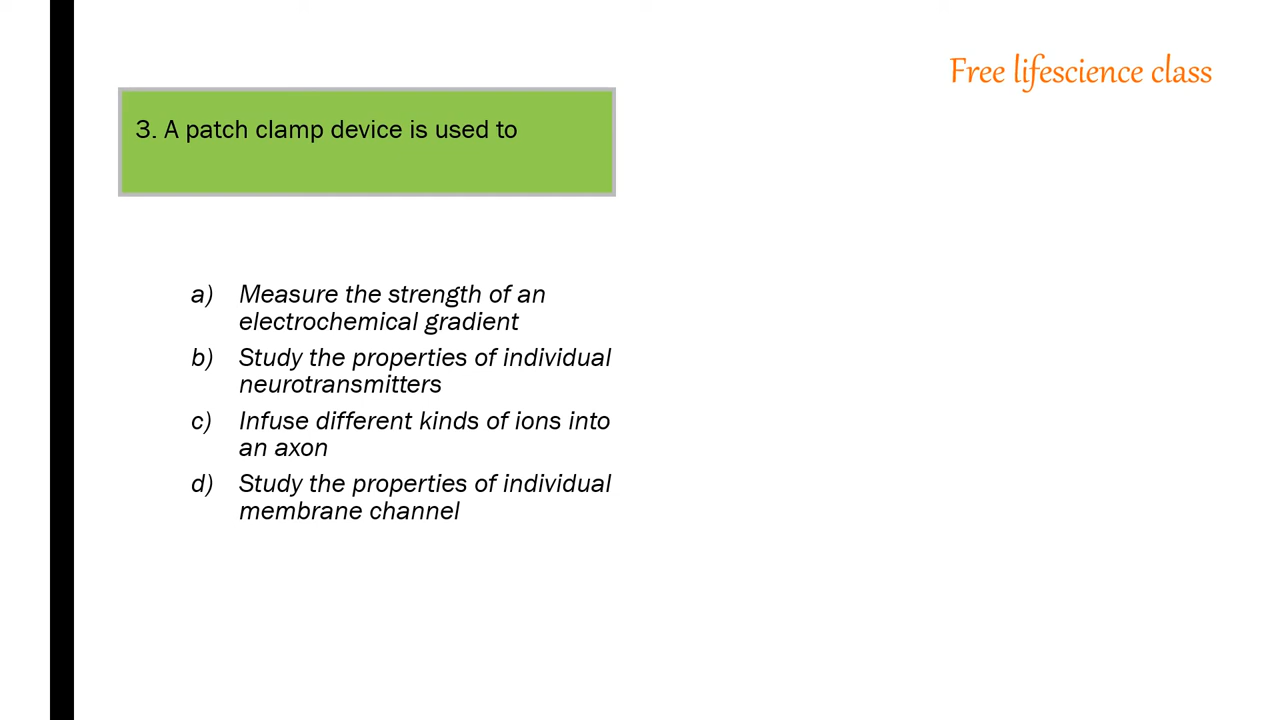 Free lifescience class
3. A patch clamp device is used to
a) Measure the strength of an
electrochemical gradient
b) Study the properties of individual
neurotransmitters
c) Infuse different kinds of ions into
an axon
d) Study the properties of individual
membrane channel